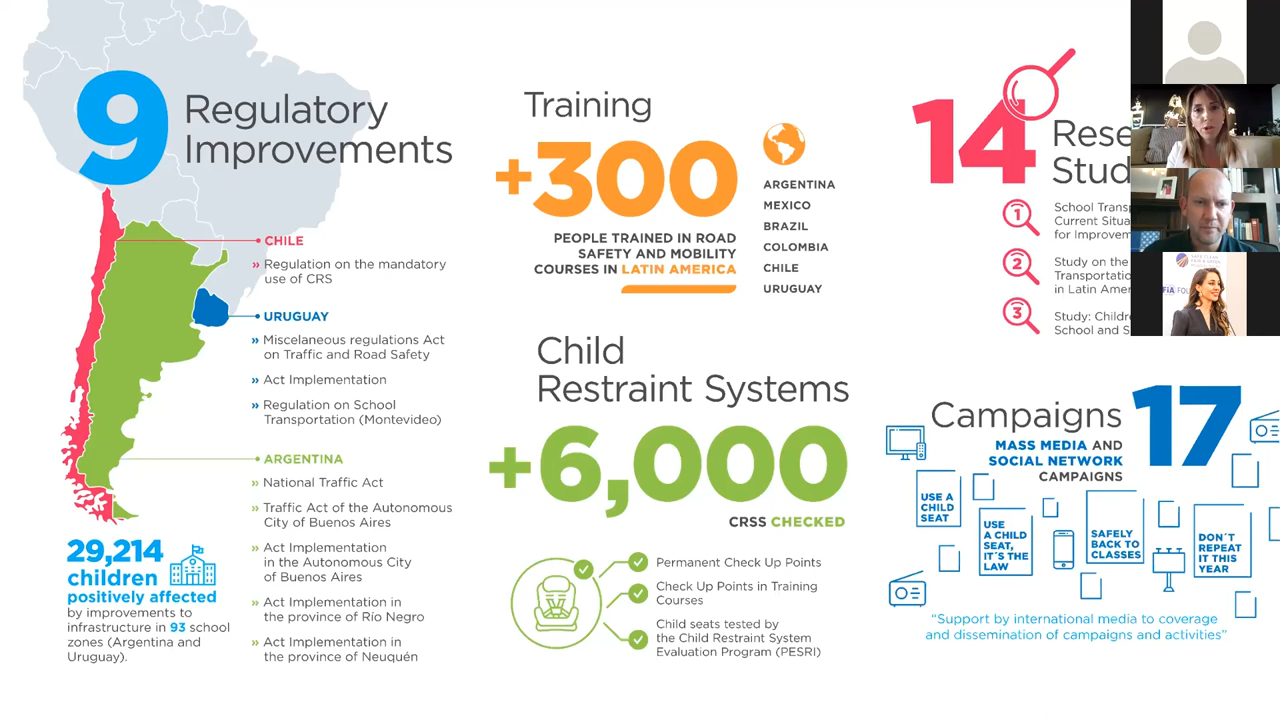 9
Regulatory
Improvements
CHILE
» Regulation on the mandatory
use of CRS
URUGUAY
» Miscelaneous regulations Act
on Traffic and Road Safety
» Act Implementation
» Regulation on School
Transportation (Montevideo)
ARGENTINA
» National Traffic Act
» Traffic Act of the Autonomous
City of Buenos Aires
» Act Implementation
in the Autonomous City
of Buenos Aires
» Act Implementation in
the province of Río Negro
» Act Implementation in
the province of Neuquén
29,214
children
positively affected
by improvements to
infrastructure in 93 school
zones (Argentina and
Uruguay).
Training
+300
PEOPLE TRAINED IN ROAD
SAFETY AND MOBILITY
COURSES IN LATIN AMERICA
ARGENTINA
MEXICO
BRAZIL
COLOMBIA
CHILE
URUGUAY
Child
Restraint Systems
+6,000
CRSS CHECKED
Permanent Check Up Points
Check Up Points in Training
Courses
Child seats tested by
the Child Restraint System
Evaluation Program (PESRI)
14
1
School
Current
for
2
Study on the
in Latin
3
Study:
School and
Campaigns
17
MASS MEDIA AND
SOCIAL NETWORK
CAMPAIGNS
USE A
CHILD
SEAT
USE
A CHILD
SEAT,
IT´S THE
LAW
SAFELY
BACK TO
CLASSES
DON´T
REPEAT
IT THIS
YEAR
“Support by international media to coverage
and dissemination of campaigns and activities”